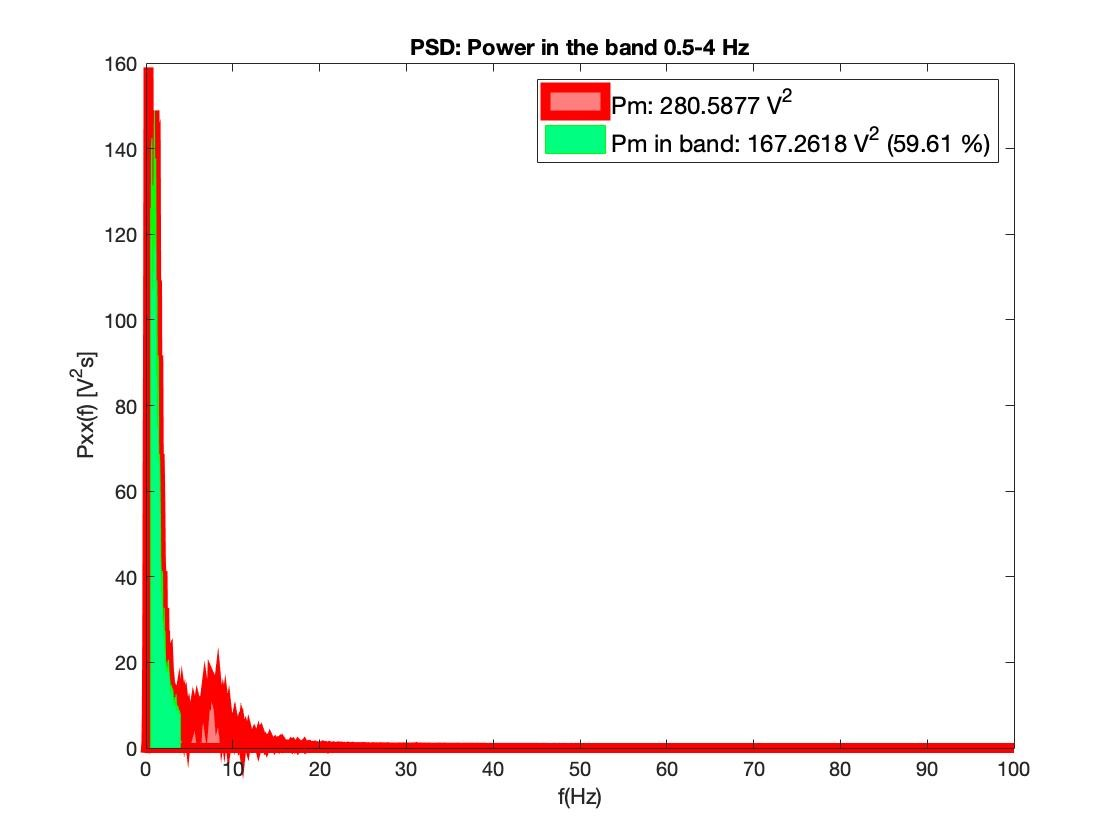 PSD: Power in the band 0.5-4 Hz
Pm: 280.5877 V²
Pm in band: 167.2618 V² (59.61 %)
160
140
120
100
80
60
40
20
0
Pxx(f) [V²s]
0 10 20 30 40 50 60 70 80 90 100
f(Hz)